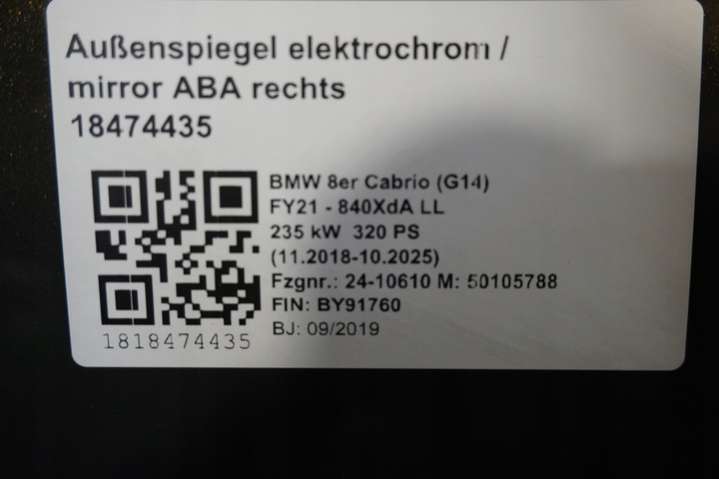 Außenspiegel elektrochrom /
mirror ABA rechts
18474435
BMW 8er Cabrio (G14)
FY21 - 840XdA LL
235 kW 320 PS
(11.2018-10.2025)
Fzgnr.: 24-10610 M: 50105788
FIN: BY91760
BJ: 09/2019
1818474435